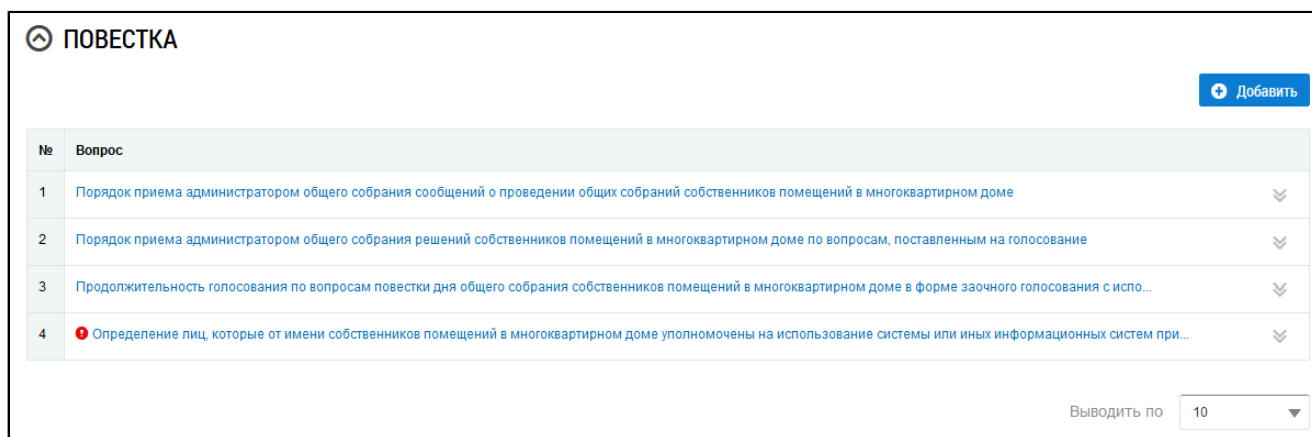 ПОВЕСТКА
Добавить
№ Вопрос
1 Порядок приема администратором общего собрания сообщений о проведении общих собраний собственников помещений в многоквартирном доме
2 Порядок приема администратором общего собрания решений собственников помещений в многоквартирном доме по вопросам, поставленным на голосование
3 Продолжительность голосования по вопросам повестки дня общего собрания собственников помещений в многоквартирном доме в форме заочного голосования с испо...
4 Определение лиц, которые от имени собственников помещений в многоквартирном доме уполномочены на использование системы или иных информационных систем при...
Выводить по 10